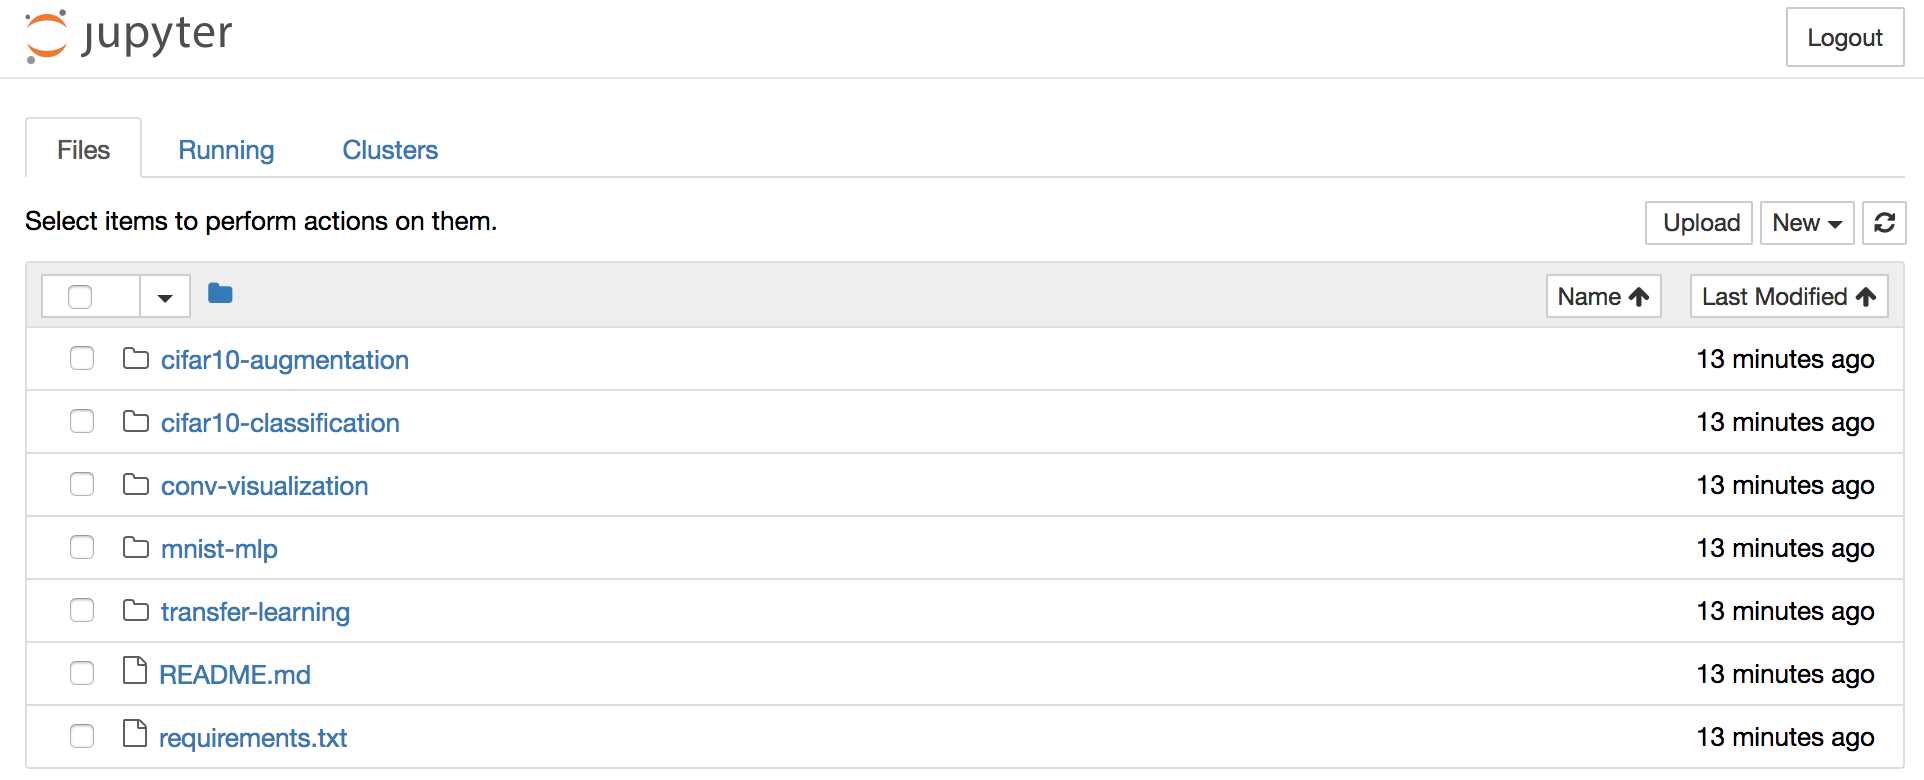 jupyter
Logout
Files Running Clusters
Select items to perform actions on them.
Upload New
Name Last Modified
cifar10-augmentation 13 minutes ago
cifar10-classification 13 minutes ago
conv-visualization 13 minutes ago
mnist-mlp 13 minutes ago
transfer-learning 13 minutes ago
README.md 13 minutes ago
requirements.txt 13 minutes ago